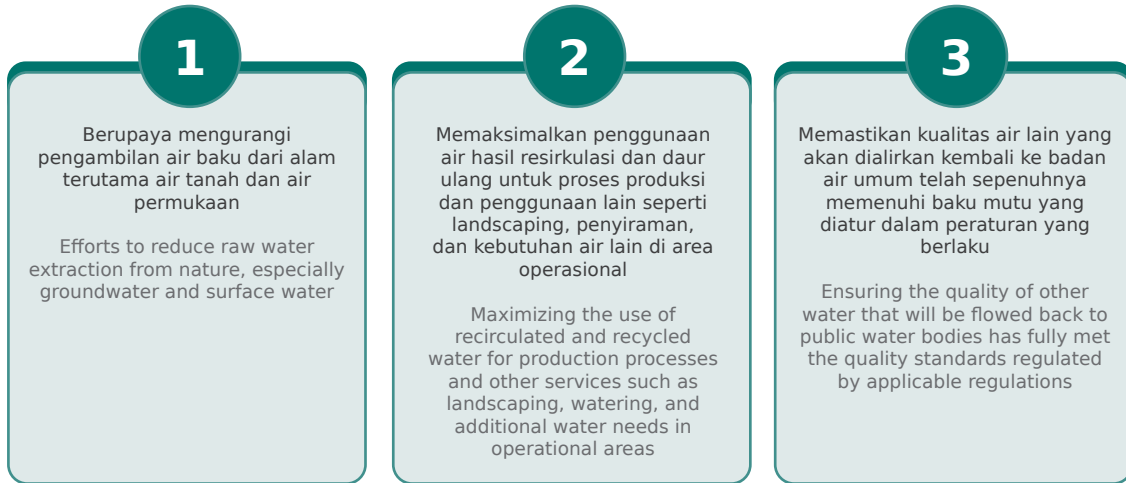 1
Berupaya mengurangi
pengambilan air baku dari alam
terutama air tanah dan air
permukaan
Efforts to reduce raw water
extraction from nature, especially
groundwater and surface water
2
Memaksimalkan penggunaan
air hasil resirkulasi dan daur
ulang untuk proses produksi
dan penggunaan lain seperti
landscaping, penyiraman,
dan kebutuhan air lain di area
operasional
Maximizing the use of
recirculated and recycled
water for production processes
and other services such as
landscaping, watering, and
additional water needs in
operational areas
3
Memastikan kualitas air lain yang
akan dialirkan kembali ke badan
air umum telah sepenuhnya
memenuhi baku mutu yang
diatur dalam peraturan yang
berlaku
Ensuring the quality of other
water that will be flowed back to
public water bodies has fully met
the quality standards regulated
by applicable regulations